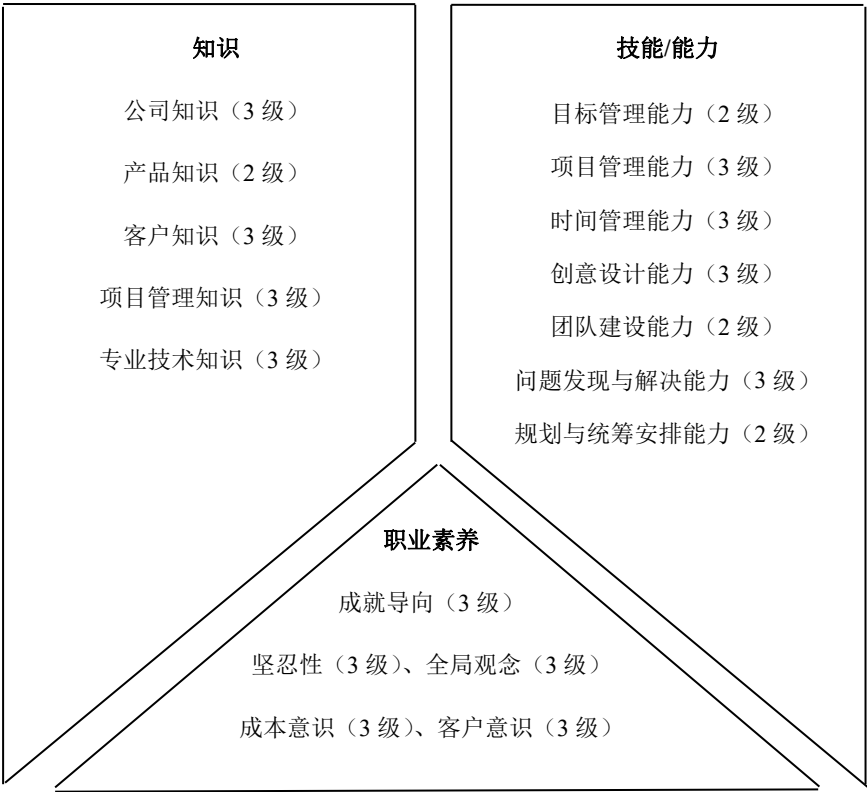 知识
公司知识（3 级）
产品知识（2 级）
客户知识（3 级）
项目管理知识（3 级）
专业技术知识（3 级）
技能/能力
目标管理能力（2 级）
项目管理能力（3 级）
时间管理能力（3 级）
创意设计能力（3 级）
团队建设能力（2 级）
问题发现与解决能力（3 级）
规划与统筹安排能力（2 级）
职业素养
成就导向（3 级）
坚忍性（3 级）、全局观念（3 级）
成本意识（3 级）、客户意识（3 级）